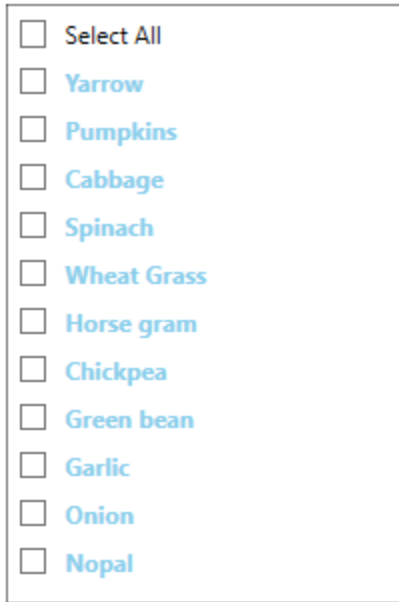 Select All
Yarrow
Pumpkins
Cabbage
Spinach
Wheat Grass
Horse gram
Chickpea
Green bean
Garlic
Onion
Nopal